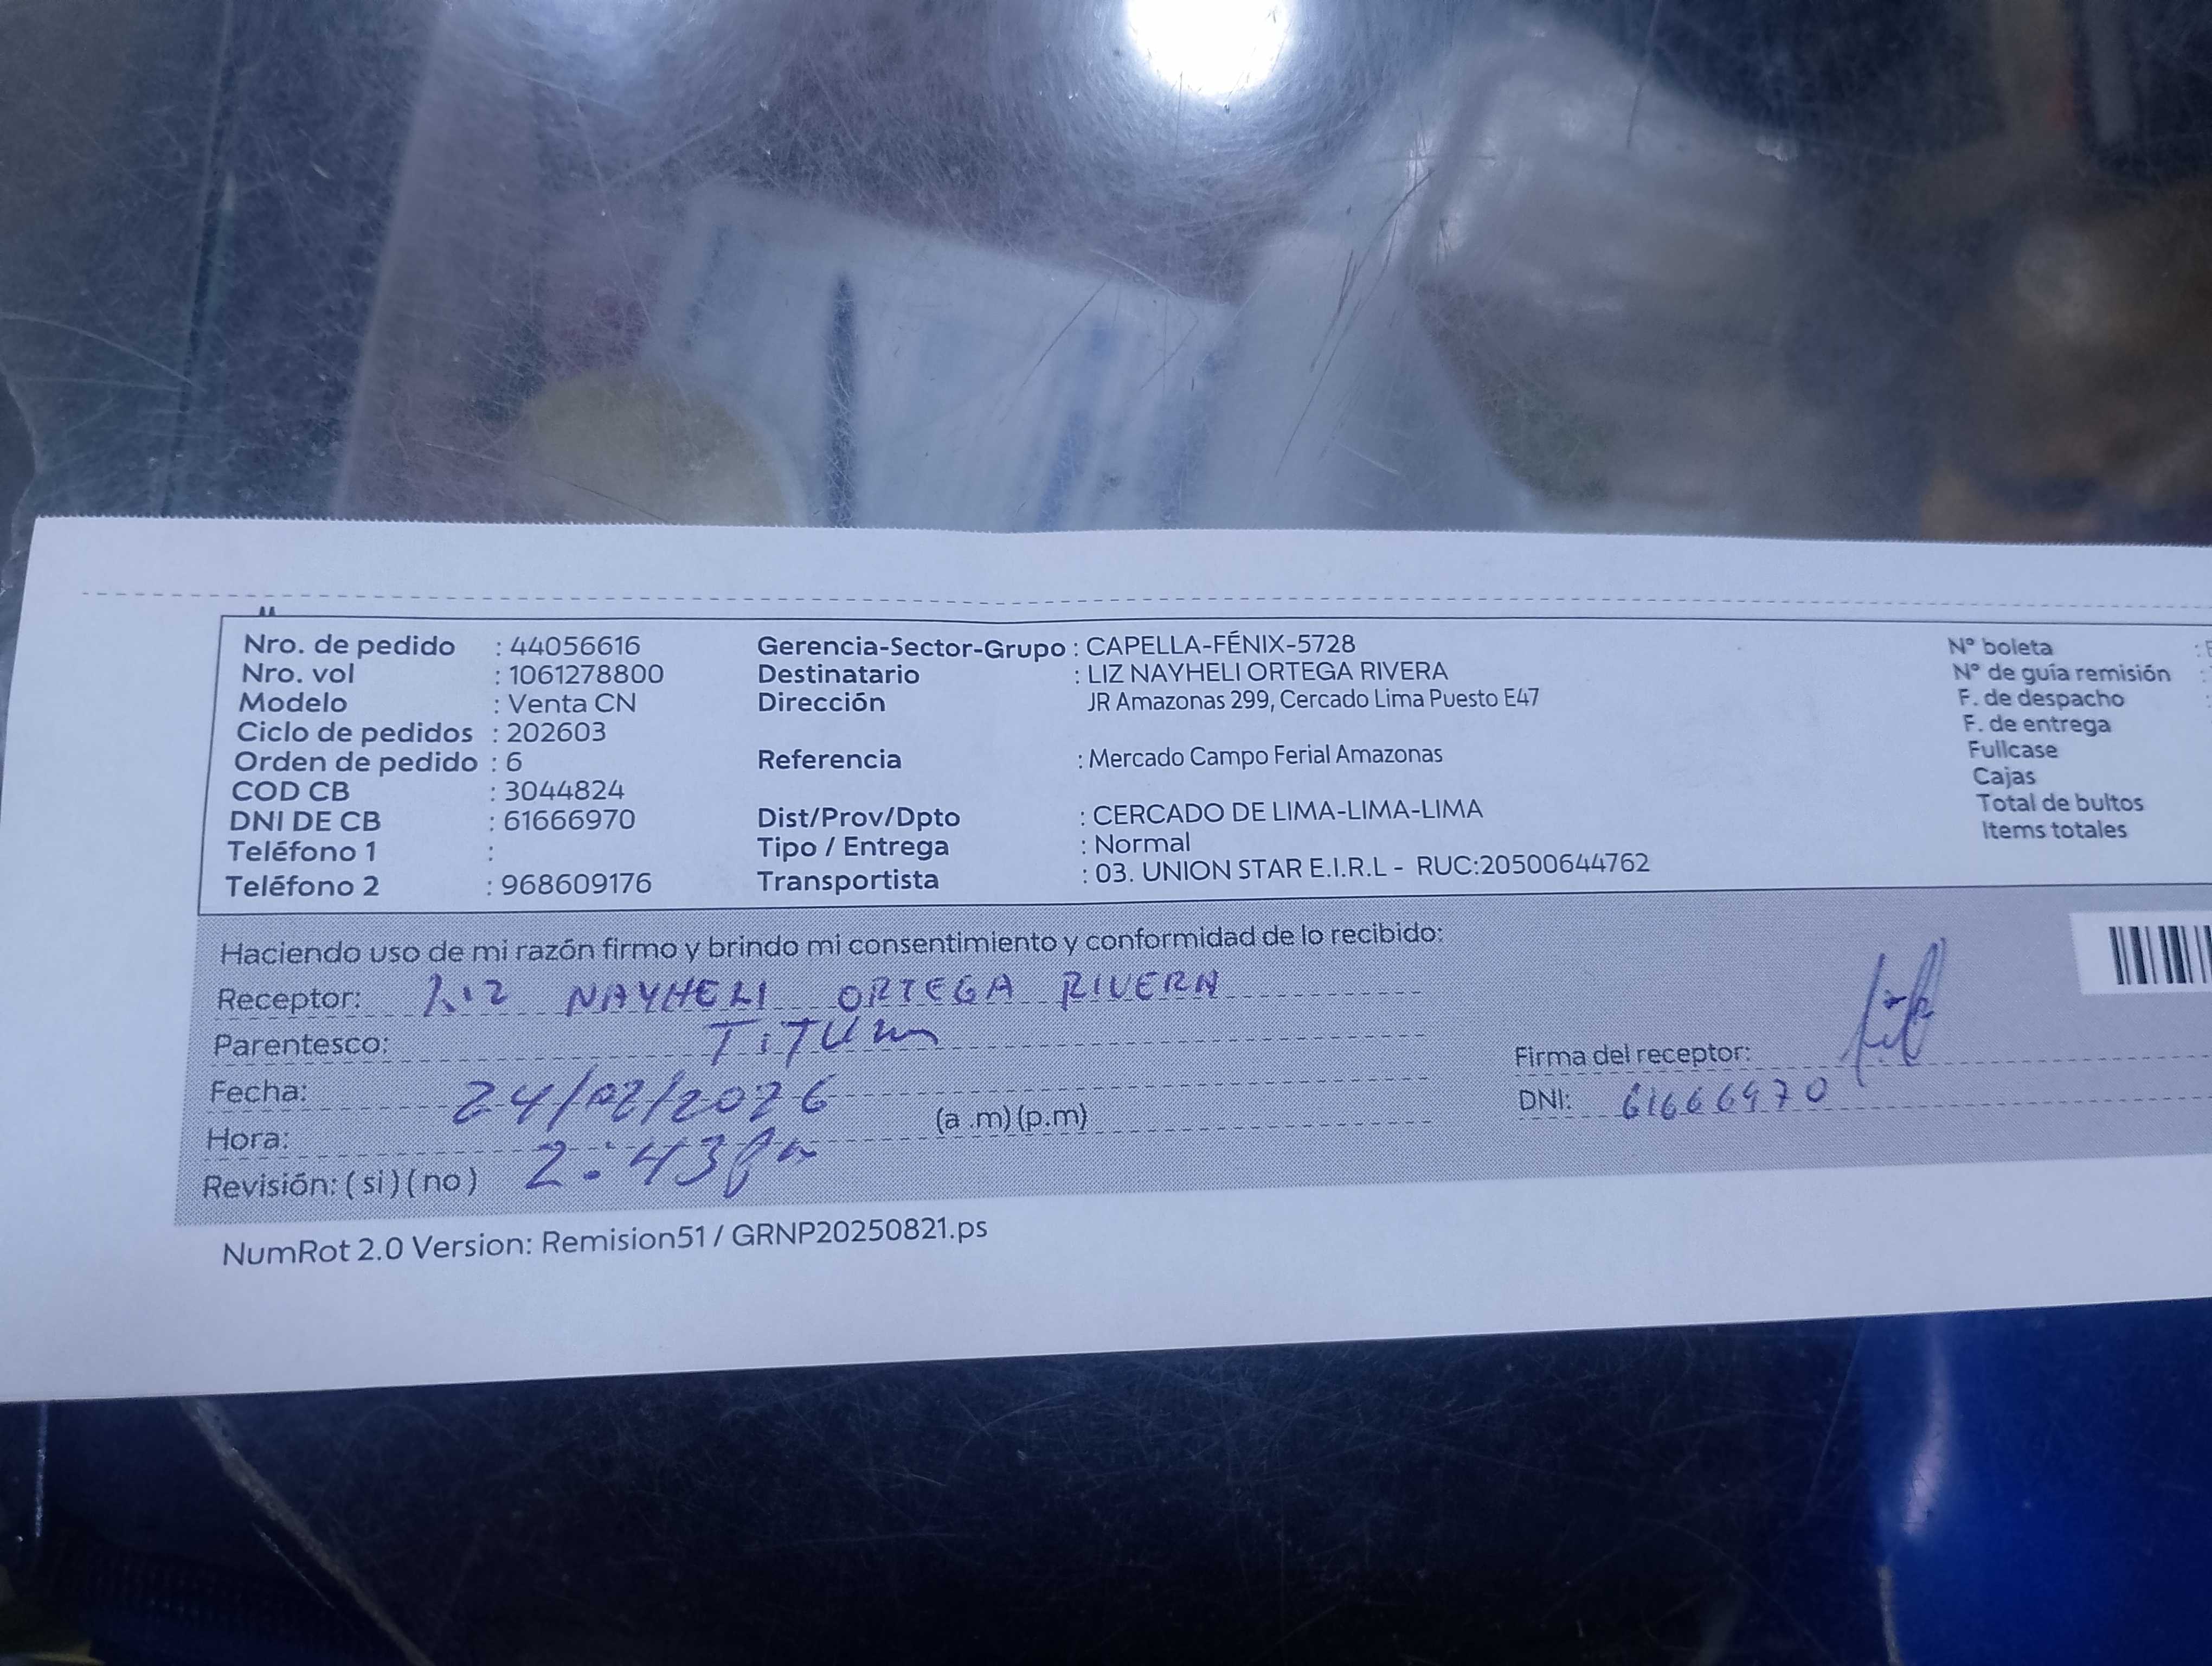 Nro. de pedido : 44056616
Nro. vol : 1061278800
Modelo : Venta CN
Ciclo de pedidos : 202603
Orden de pedido : 6
COD CB : 3044824
DNI DE CB : 61666970
Teléfono 1 :
Teléfono 2 : 968609176
Gerencia-Sector-Grupo : CAPELLA-FÉNIX-5728
Destinatario : LIZ NAYHELI ORTEGA RIVERA
Dirección JR Amazonas 299, Cercado Lima Puesto E47
Referencia : Mercado Campo Ferial Amazonas
Dist/Prov/Dpto : CERCADO DE LIMA-LIMA-LIMA
Tipo / Entrega : Normal
Transportista : 03. UNION STAR E.I.R.L - RUC:20500644762
Nº boleta :
Nº de guía remisión :
F. de despacho :
F. de entrega
Fullcase
Cajas
Total de bultos
Items totales
Haciendo uso de mi razón firmo y brindo mi consentimiento y conformidad de lo recibido:
Receptor: LIZ NAYHELI ORTEGA RIVERA
Parentesco:
Fecha: 24/02/2026
Hora: 2:43pm (a .m) (p.m)
Revisión: ( si ) ( no )
Firma del receptor:
DNI: 61666970
NumRot 2.0 Version: Remision51 / GRNP20250821.ps